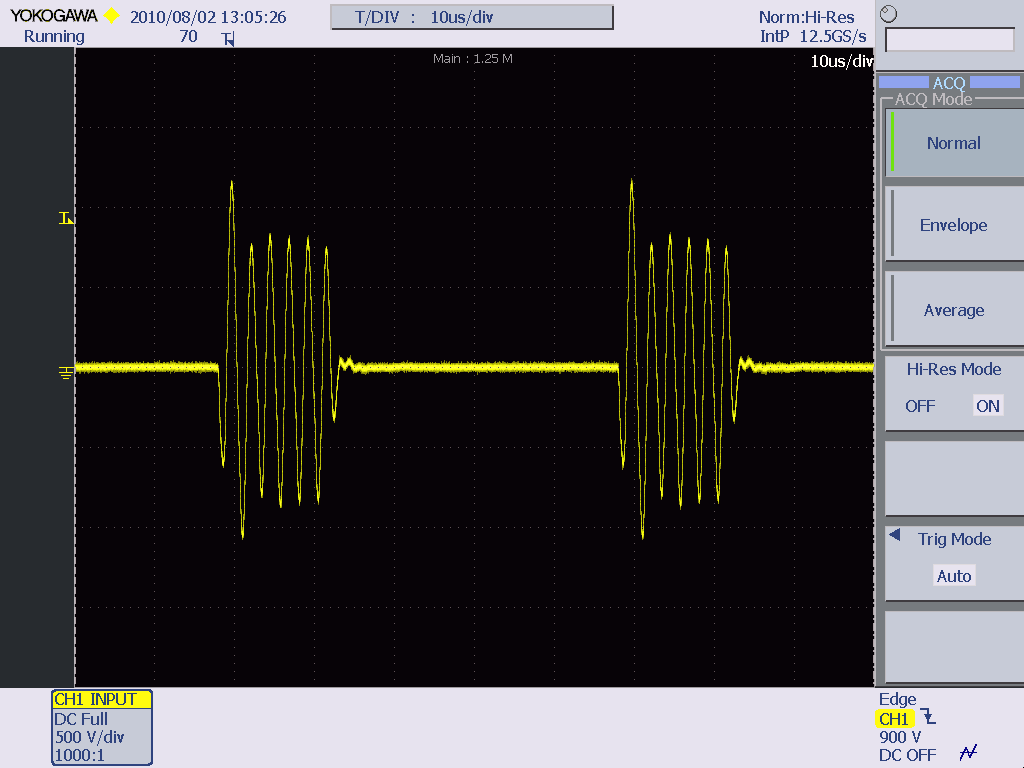 YOKOGAWA 2010/08/02 13:05:26
Running 70
T/DIV : 10us/div
Norm:Hi-Res
IntP 12.5GS/s
Main : 1.25 M
10us/div
T
ACQ
ACQ Mode
Normal
Envelope
Average
Hi-Res Mode
OFF ON
Trig Mode
Auto
CH1 INPUT
DC Full
500 V/div
1000:1
Edge
CH1
900 V
DC OFF